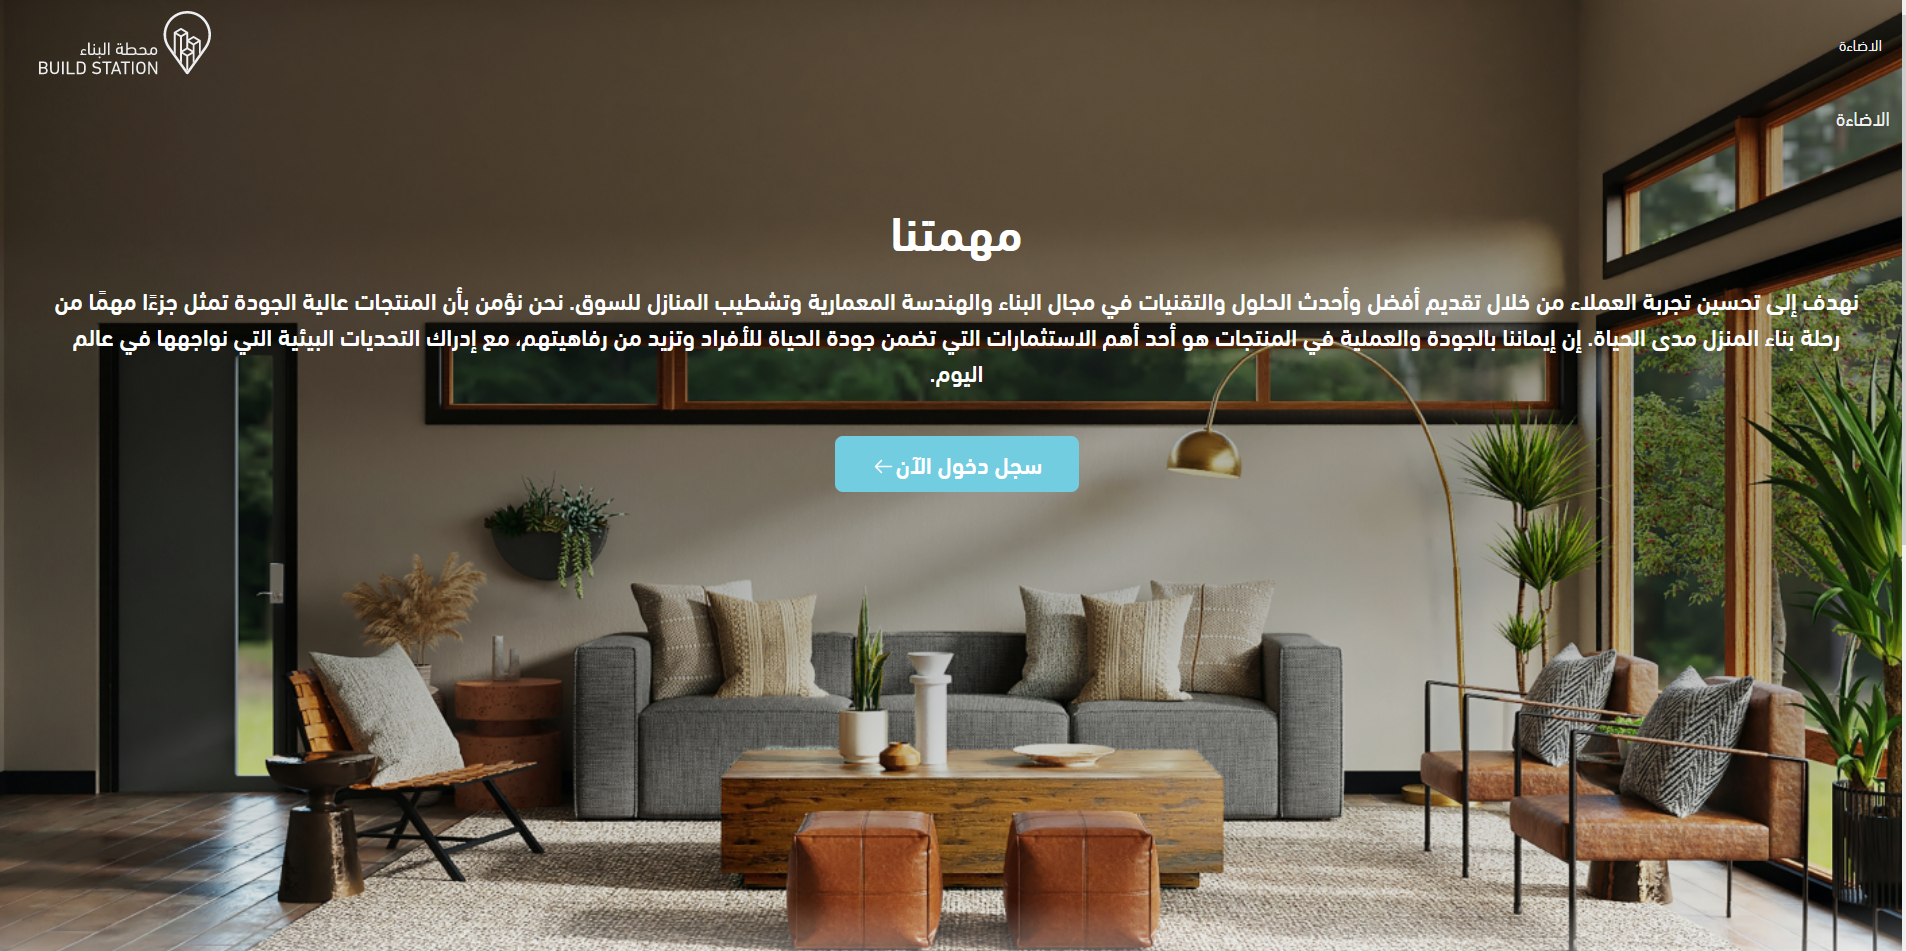 محطة البناء
BUILD STATION
الاضاءة
الاضاءة
مهمتنا
نهدف إلى تحسين تجربة العملاء من خلال تقديم أفضل وأحدث الحلول والتقنيات في مجال البناء والهندسة المعمارية وتشطيب المنازل للسوق. نحن نؤمن بأن المنتجات عالية الجودة تمثل جزءًا مهمًا من
رحلة بناء المنزل مدى الحياة. إن إيماننا بالجودة والعملية في المنتجات هو أحد أهم الاستثمارات التي تضمن جودة الحياة للأفراد وتزيد من رفاهيتهم، مع إدراك التحديات البيئية التي نواجهها في عالم
اليوم.
سجل دخول الآن